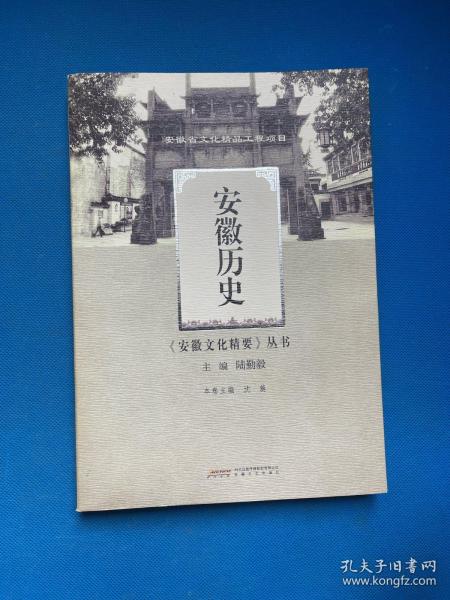 安徽省文化精品工程项目
安徽历史
《安徽文化精要》丛书
主 编 陆勤毅
本卷主编 沈 葵
孔夫子旧书网
www.kongfz.com